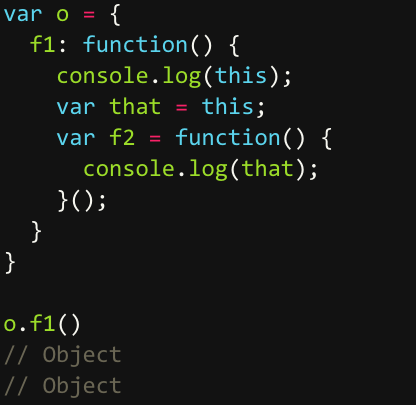 var o = {
  f1: function() {
    console.log(this);
    var that = this;
    var f2 = function() {
      console.log(that);
    }();
  }
}

o.f1()
// Object
// Object